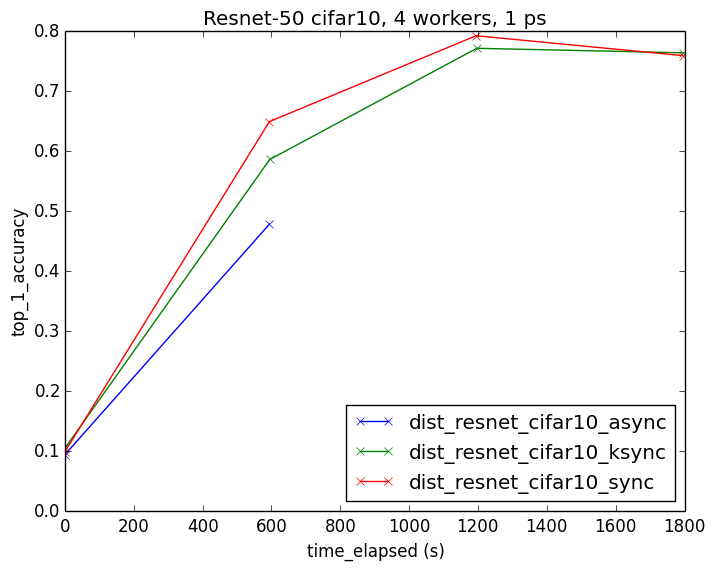 Resnet-50 cifar10, 4 workers, 1 ps
top_1_accuracy
0.8
0.7
0.6
0.5
0.4
0.3
0.2
0.1
0.0
dist_resnet_cifar10_async
dist_resnet_cifar10_ksync
dist_resnet_cifar10_sync
0 200 400 600 800 1000 1200 1400 1600 1800
time_elapsed (s)